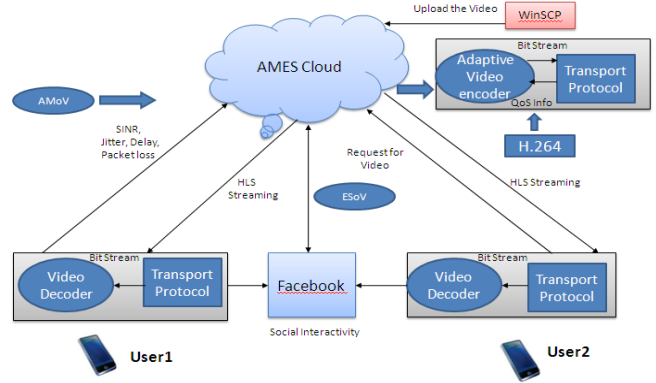 Upload the Video
WinSCP
AMES Cloud
Bit Stream
Adaptive
Video
encoder
Transport
Protocol
QoS Info
AMoV
H.264
SINR,
Jitter, Delay,
Packet loss
Request for
Video
HLS
Streaming
HLS Streaming
ESoV
Bit Stream
Video
Decoder
Transport
Protocol
Facebook
Bit Stream
Video
Decoder
Transport
Protocol
Social Interactivity
User1
User2